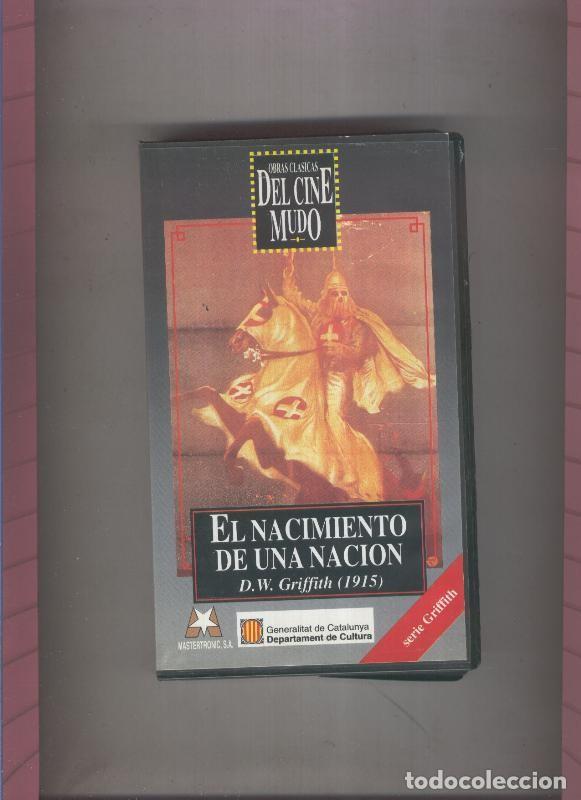 OBRAS CLASICAS
DEL CINE
MUDO
EL NACIMIENTO
DE UNA NACION
D.W. Griffith (1915)
serie Griffith
MASTERTRONIC, S.A.
Generalitat de Catalunya
Departament de Cultura
todocoleccion